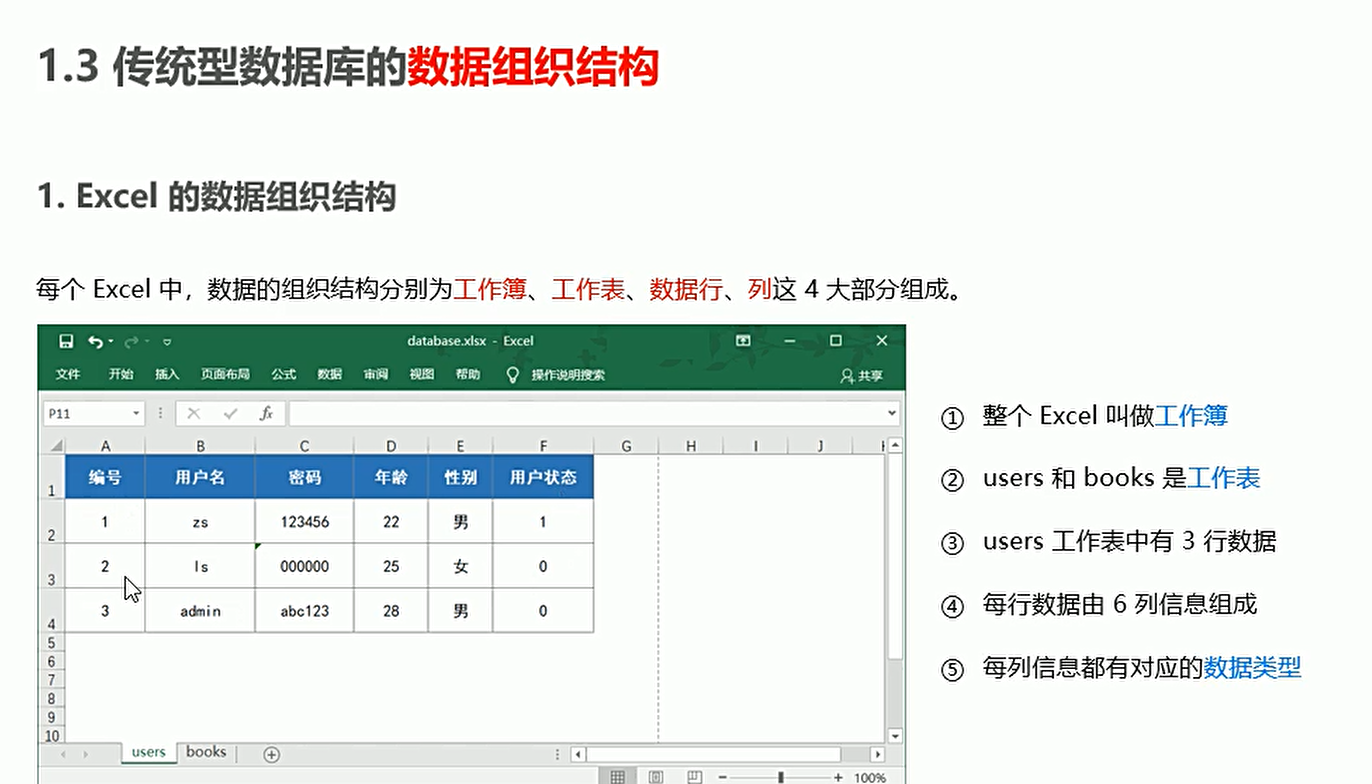 1.3 传统型数据库的数据组织结构
1. Excel 的数据组织结构
每个 Excel 中，数据的组织结构分别为工作簿、工作表、数据行、列这 4 大部分组成。
database.xlsx - Excel
文件 开始 插入 页面布局 公式 数据 审阅 视图 帮助 操作说明搜索 共享
P11 fx
A B C D E F G H I J
1 编号 用户名 密码 年龄 性别 用户状态
2 1 zs 123456 22 男 1
3 2 ls 000000 25 女 0
4 3 admin abc123 28 男 0
5
6
7
8
9
10
users books
100%
① 整个 Excel 叫做工作簿
② users 和 books 是工作表
③ users 工作表中有 3 行数据
④ 每行数据由 6 列信息组成
⑤ 每列信息都有对应的数据类型